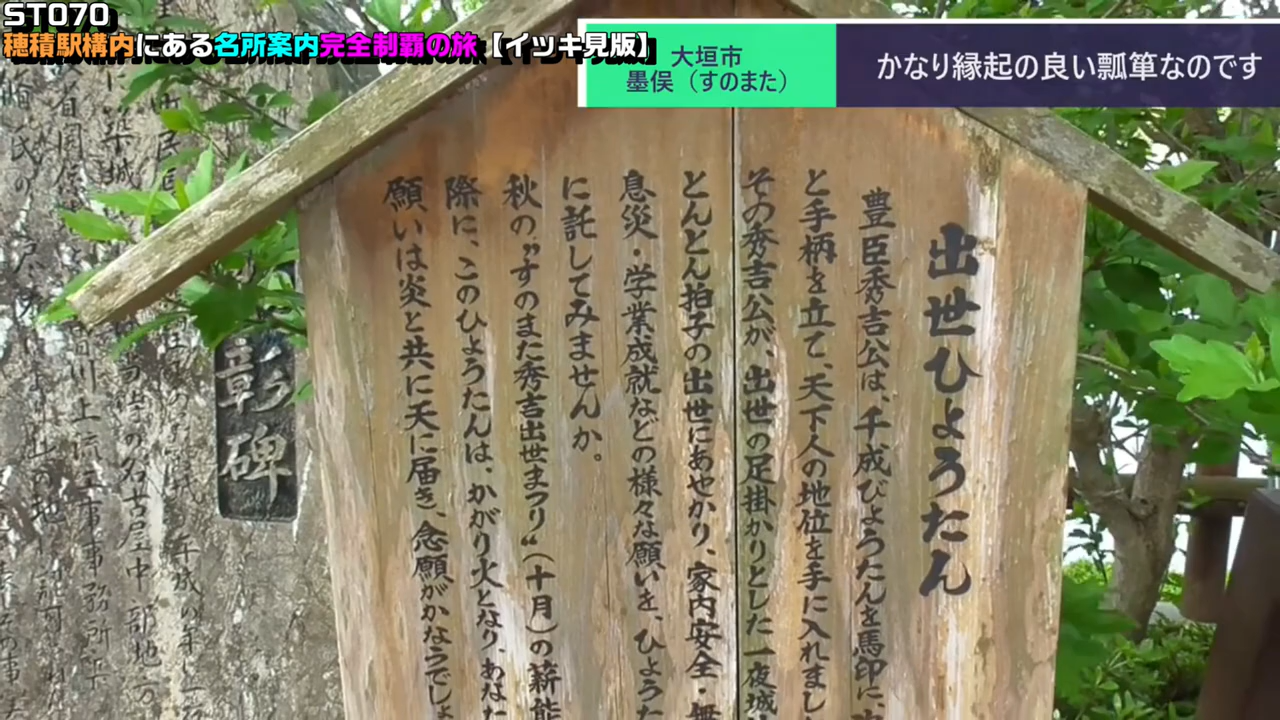 ST070
穂積駅構内にある名所案内完全制覇の旅【イツキ見版】
大垣市
墨俣（すのまた）
かなり縁起の良い瓢箪なのです
出世ひょうたん
豊臣秀吉公は、千成びょうたんを馬印に、
と手柄を立て、天下人の地位を手に入れまし
その秀吉公が、出世の足掛かりとした一夜城
とんとん拍子の出世にあやかり、家内安全・無
息災・学業成就などの様々な願いを、ひょうた
に託してみませんか。
秋の〝すのまた秀吉出世まつり〟(十月)の薪能
際に、このひょうたんは、かがり火となり、あな
願いは炎と共に天に届き、念願がかなうでしょ
彰碑